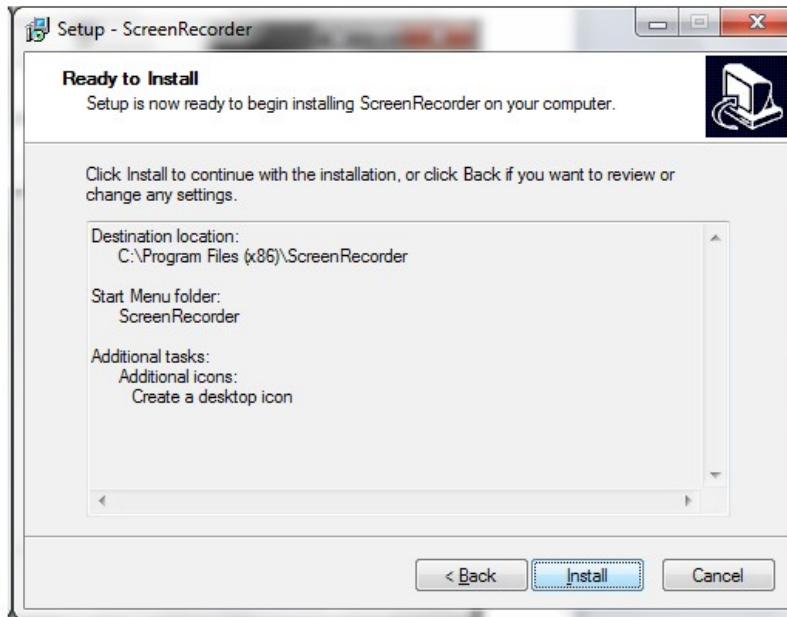 Setup - ScreenRecorder
Ready to Install
Setup is now ready to begin installing ScreenRecorder on your computer.
Click Install to continue with the installation, or click Back if you want to review or
change any settings.
Destination location:
C:\Program Files (x86)\ScreenRecorder
Start Menu folder:
ScreenRecorder
Additional tasks:
Additional icons:
Create a desktop icon
< Back
Install
Cancel